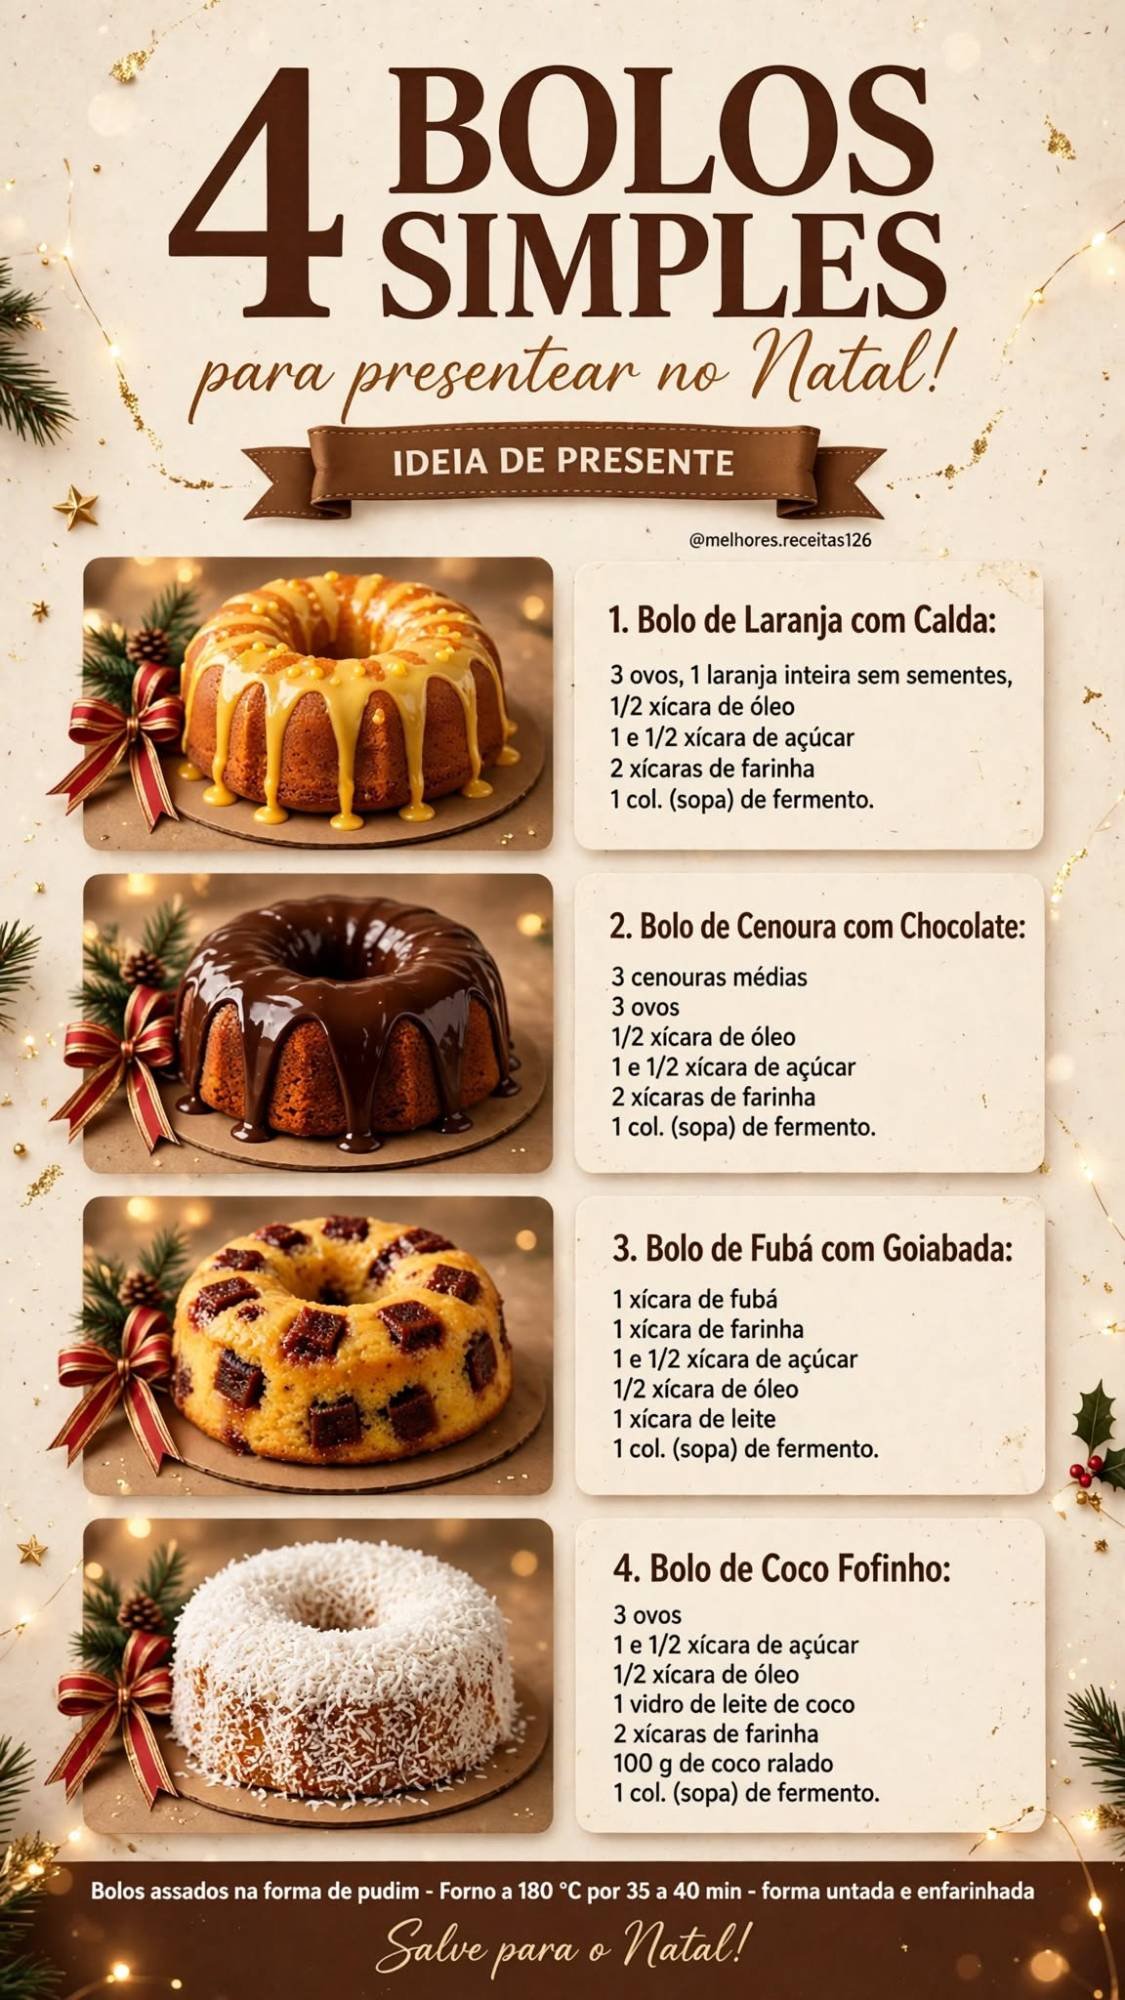 4 BOLOS
SIMPLES
para presentear no Natal!
IDEIA DE PRESENTE
@melhores.receitas126
1. Bolo de Laranja com Calda:
3 ovos, 1 laranja inteira sem sementes,
1/2 xícara de óleo
1 e 1/2 xícara de açúcar
2 xícaras de farinha
1 col. (sopa) de fermento.
2. Bolo de Cenoura com Chocolate:
3 cenouras médias
3 ovos
1/2 xícara de óleo
1 e 1/2 xícara de açúcar
2 xícaras de farinha
1 col. (sopa) de fermento.
3. Bolo de Fubá com Goiabada:
1 xícara de fubá
1 xícara de farinha
1 e 1/2 xícara de açúcar
1/2 xícara de óleo
1 xícara de leite
1 col. (sopa) de fermento.
4. Bolo de Coco Fofinho:
3 ovos
1 e 1/2 xícara de açúcar
1/2 xícara de óleo
1 vidro de leite de coco
2 xícaras de farinha
100 g de coco ralado
1 col. (sopa) de fermento.
Bolos assados na forma de pudim - Forno a 180 °C por 35 a 40 min - forma untada e enfarinhada
Salve para o Natal!